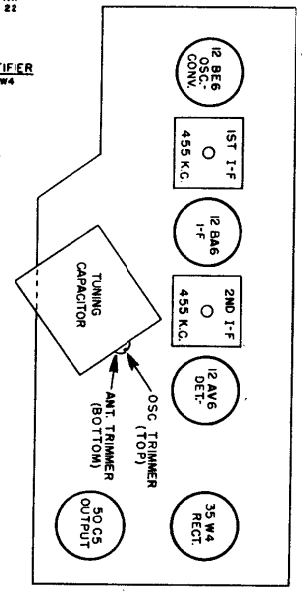 22
TIFIER
W4
12 BE6
OSC.-
CONV.
1ST I-F
455 K.C.
12 BA6
I-F
2ND I-F
455 K.C.
12 AV6
DET.-
35 W4
RECT.
TUNING
CAPACITOR
OSC TRIMMER
(TOP)
ANT. TRIMMER
(BOTTOM)
50 C5
OUTPUT